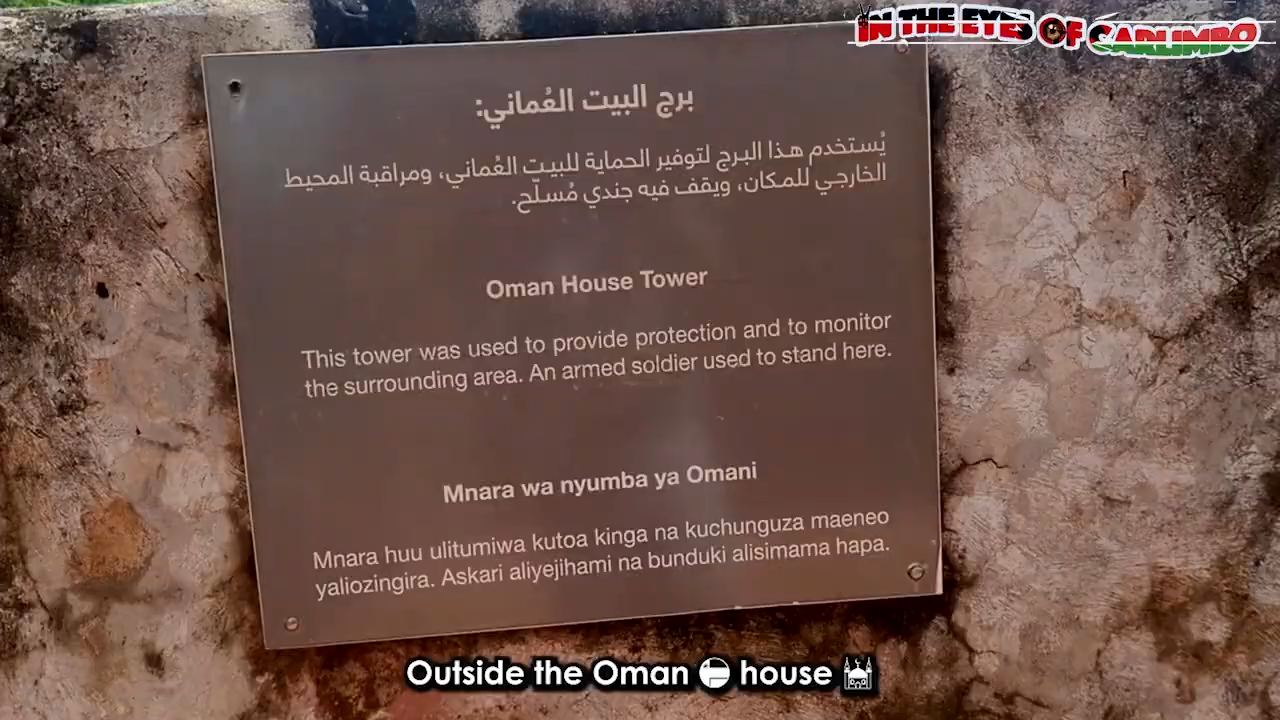 IN THE EYES OF CARLIMBO
برج البيت العُماني:
يُستخدم هذا البرج لتوفير الحماية للبيت العُماني، ومراقبة المحيط
الخارجي للمكان، ويقف فيه جندي مُسلّح.
Oman House Tower
This tower was used to provide protection and to monitor
the surrounding area. An armed soldier used to stand here.
Mnara wa nyumba ya Omani
Mnara huu ulitumiwa kutoa kinga na kuchunguza maeneo
yaliozingira. Askari aliyejihami na bunduki alisimama hapa.
Outside the Oman house